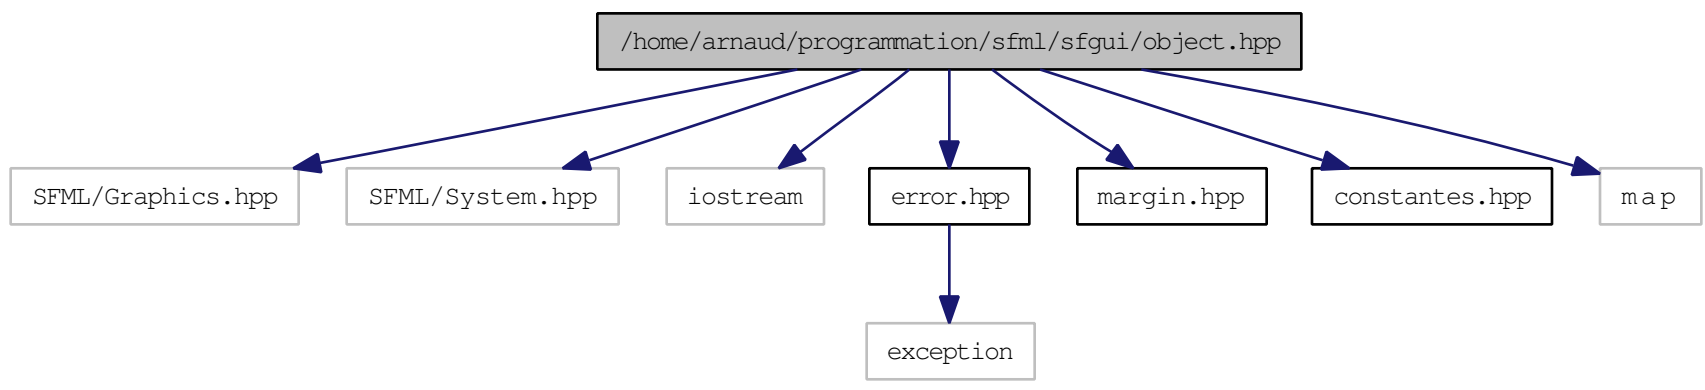 /home/arnaud/programmation/sfml/sfgui/object.hpp
SFML/Graphics.hpp
SFML/System.hpp
iostream
error.hpp
margin.hpp
constantes.hpp
map
exception